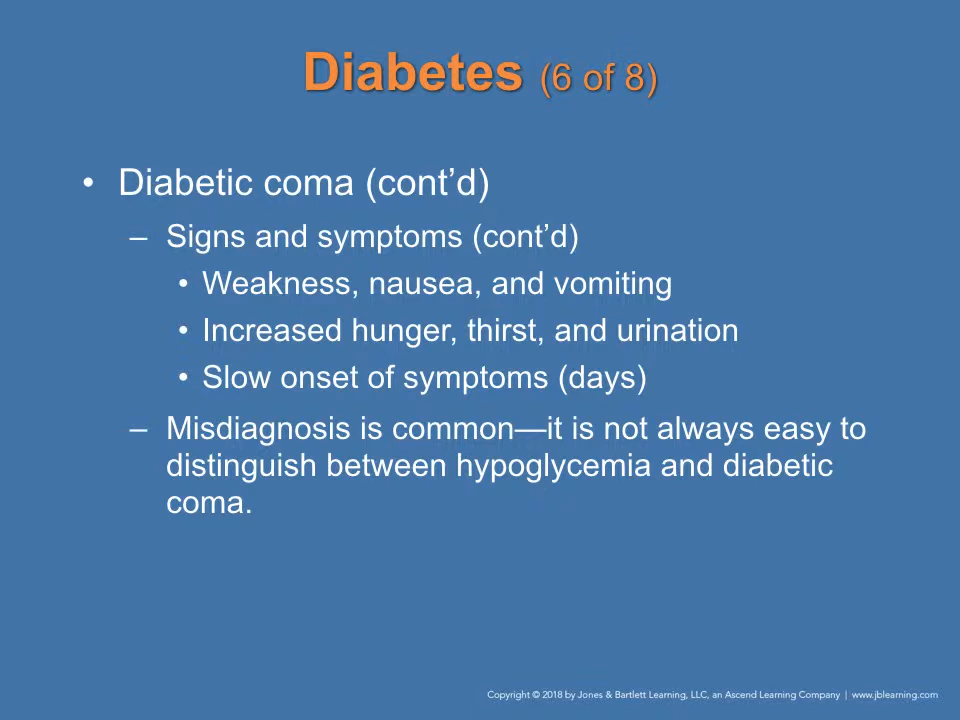 Diabetes (6 of 8)
• Diabetic coma (cont’d)
– Signs and symptoms (cont’d)
• Weakness, nausea, and vomiting
• Increased hunger, thirst, and urination
• Slow onset of symptoms (days)
– Misdiagnosis is common—it is not always easy to
distinguish between hypoglycemia and diabetic
coma.
Copyright © 2018 by Jones & Bartlett Learning, LLC, an Ascend Learning Company | www.jblearning.com